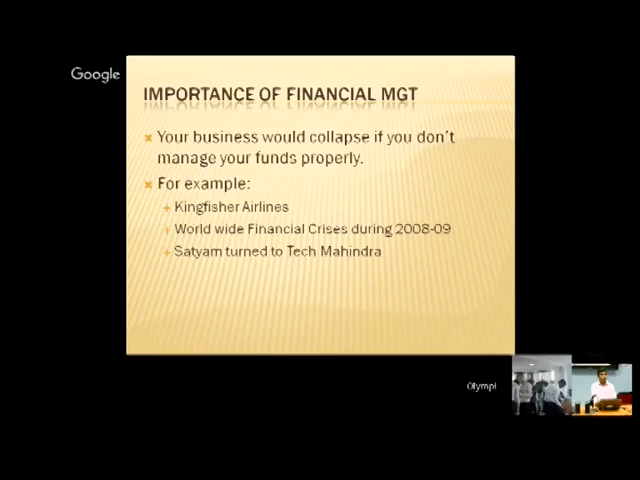 Google
IMPORTANCE OF FINANCIAL MGT
Your business would collapse if you don't
manage your funds properly.
For example:
Kingfisher Airlines
World wide Financial Crises during 2008-09
Satyam turned to Tech Mahindra
Olympi